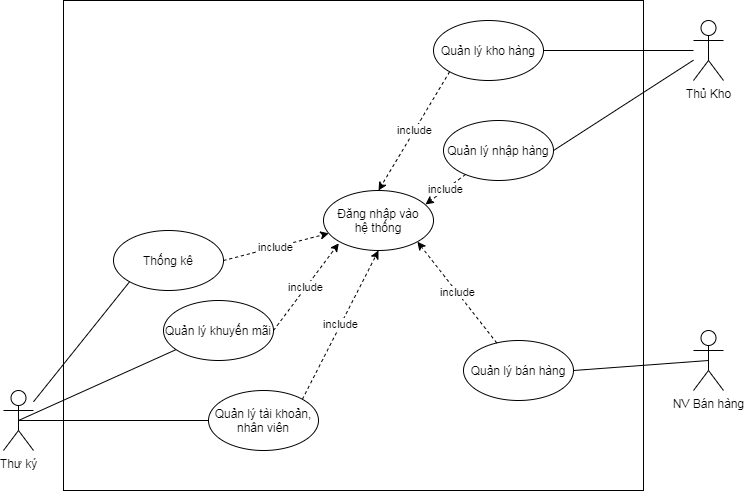 Quản lý kho hàng
Thủ Kho
include
Quản lý nhập hàng
include
Đăng nhập vào
hệ thống
include
Thống kê
include
include
include
Quản lý khuyến mãi
Quản lý bán hàng
NV Bán hàng
Quản lý tài khoản,
nhân viên
Thư ký